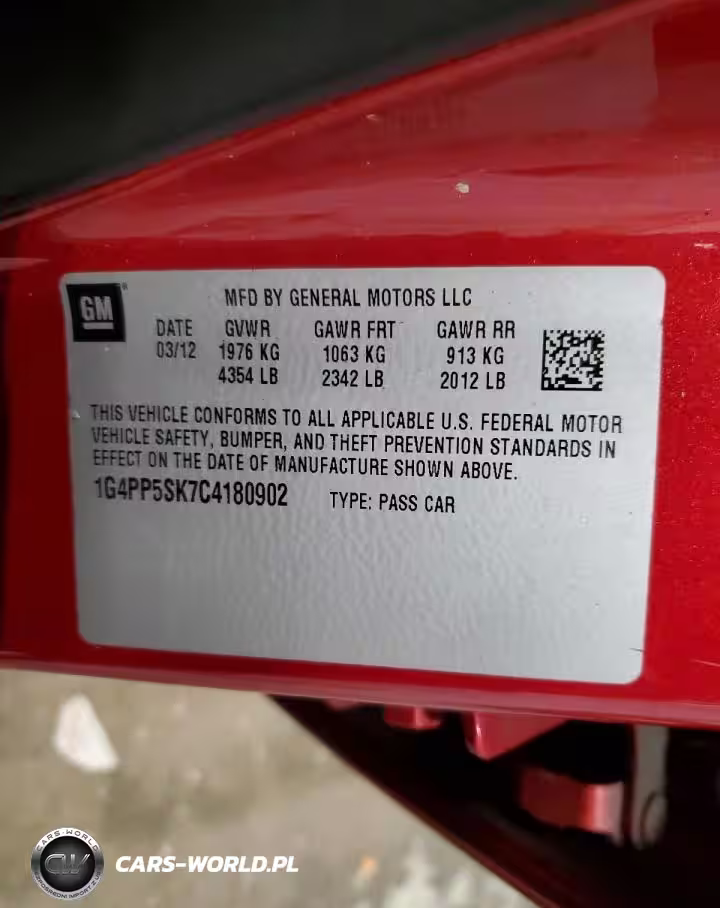 GM®
MFD BY GENERAL MOTORS LLC
DATE GVWR GAWR FRT GAWR RR
03/12 1976 KG 1063 KG 913 KG
4354 LB 2342 LB 2012 LB
THIS VEHICLE CONFORMS TO ALL APPLICABLE U.S. FEDERAL MOTOR
VEHICLE SAFETY, BUMPER, AND THEFT PREVENTION STANDARDS IN
EFFECT ON THE DATE OF MANUFACTURE SHOWN ABOVE.
1G4PP5SK7C4180902 TYPE: PASS CAR
CARS-WORLD
CW
CARS-WORLD.PL